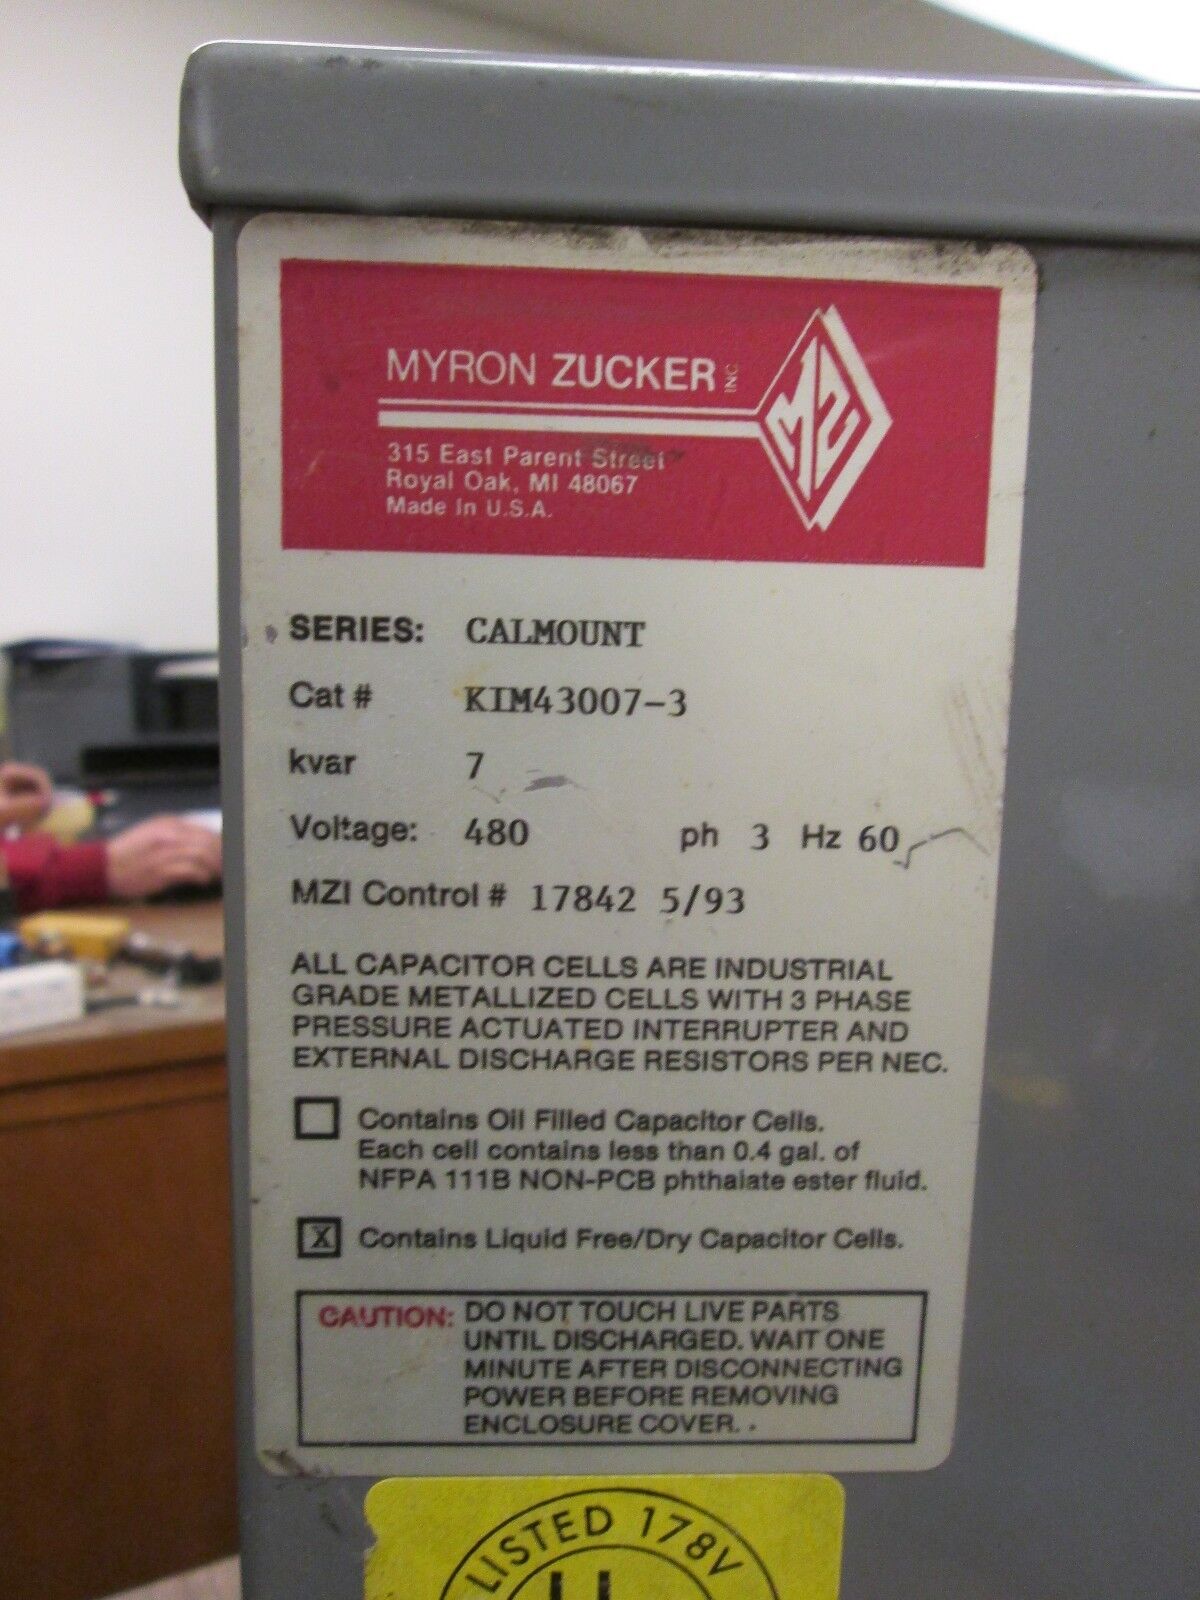 MYRON ZUCKER INC.
MZ
315 East Parent Street
Royal Oak, MI 48067
Made In U.S.A.
SERIES: CALMOUNT
Cat # KIM43007-3
kvar 7
Voltage: 480 ph 3 Hz 60
MZI Control # 17842 5/93
ALL CAPACITOR CELLS ARE INDUSTRIAL
GRADE METALLIZED CELLS WITH 3 PHASE
PRESSURE ACTUATED INTERRUPTER AND
EXTERNAL DISCHARGE RESISTORS PER NEC.
Contains Oil Filled Capacitor Cells.
Each cell contains less than 0.4 gal. of
NFPA 111B NON-PCB phthalate ester fluid.
X Contains Liquid Free/Dry Capacitor Cells.
CAUTION: DO NOT TOUCH LIVE PARTS
UNTIL DISCHARGED. WAIT ONE
MINUTE AFTER DISCONNECTING
POWER BEFORE REMOVING
ENCLOSURE COVER.
LISTED 178V